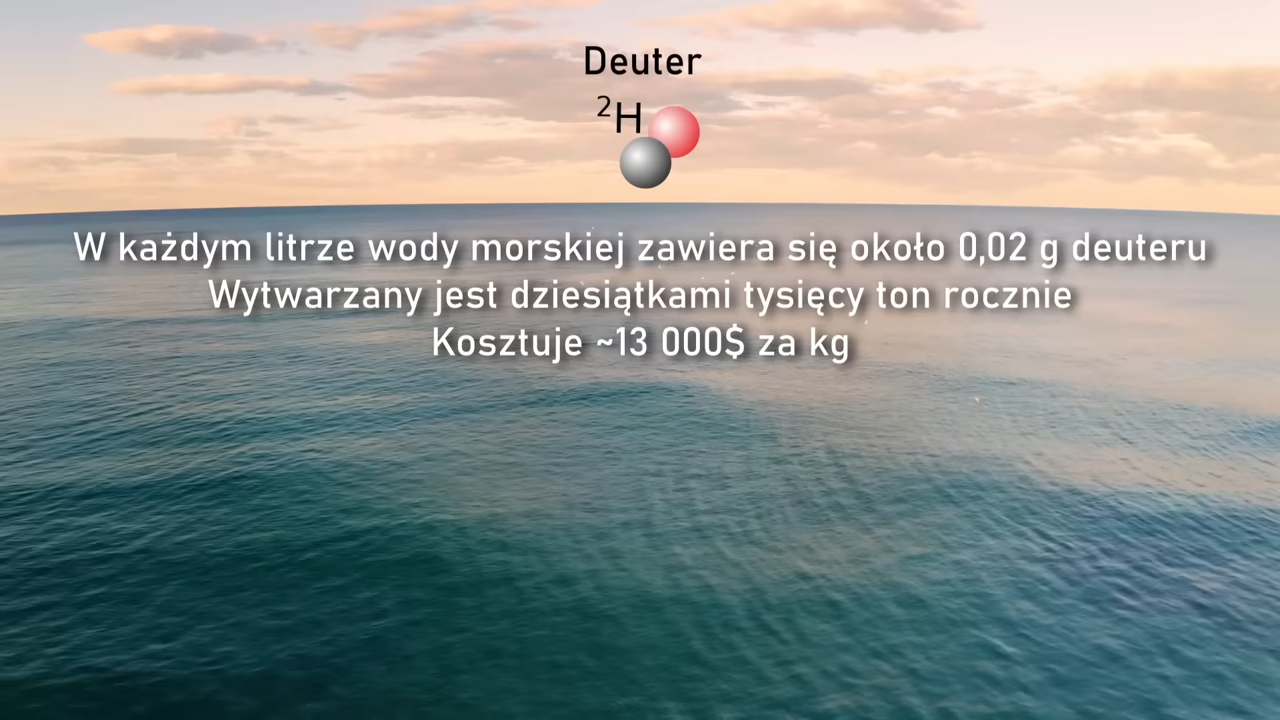 Deuter
²H
W każdym litrze wody morskiej zawiera się około 0,02 g deuteru
Wytwarzany jest dziesiątkami tysięcy ton rocznie
Kosztuje ~13 000$ za kg